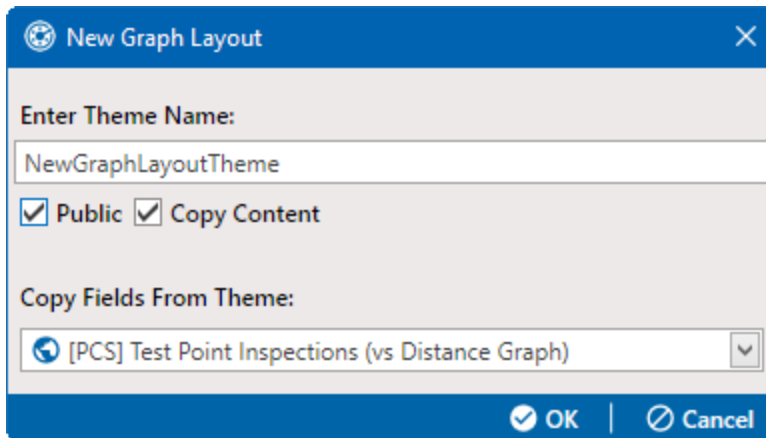 New Graph Layout
Enter Theme Name:
NewGraphLayoutTheme
Public Copy Content
Copy Fields From Theme:
[PCS] Test Point Inspections (vs Distance Graph)
OK | Cancel